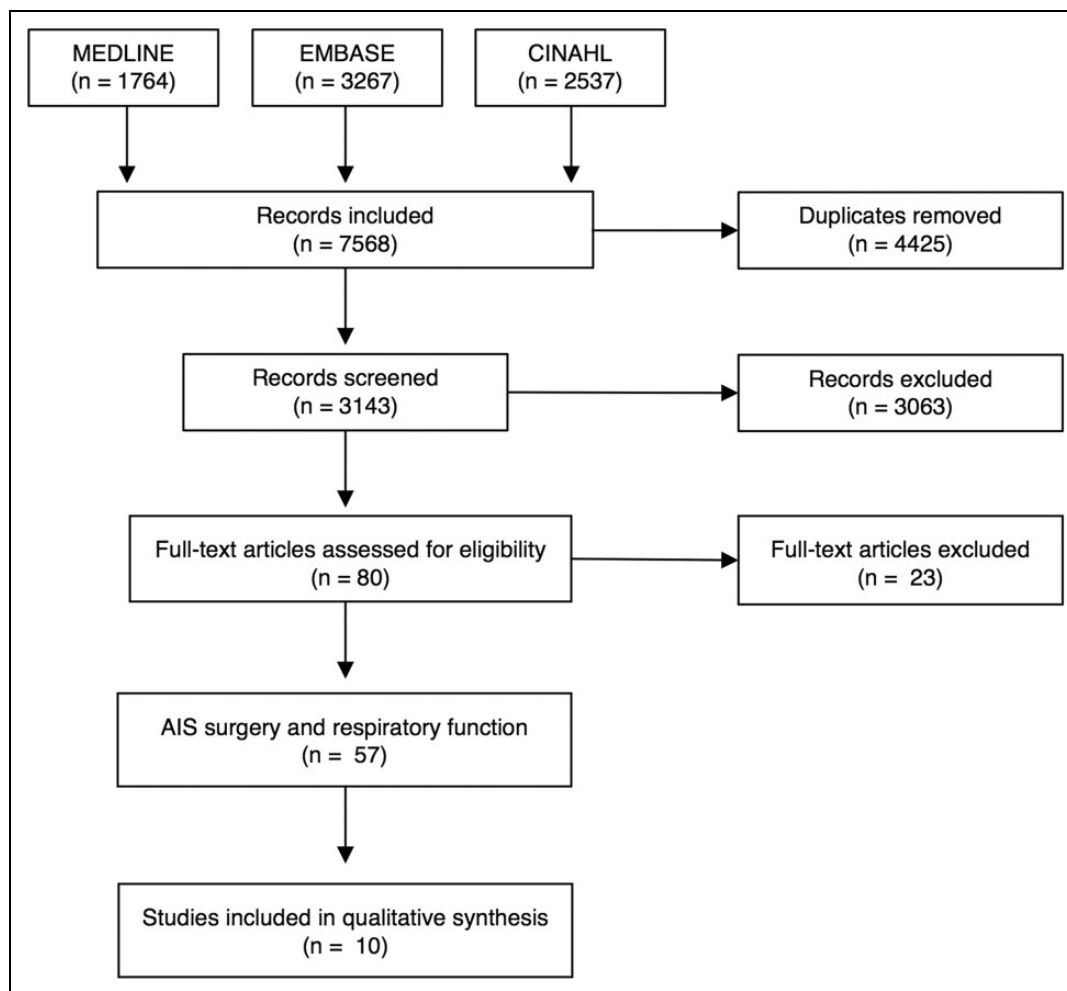 MEDLINE
(n = 1764)
EMBASE
(n = 3267)
CINAHL
(n = 2537)
Records included
(n = 7568)
Duplicates removed
(n = 4425)
Records screened
(n = 3143)
Records excluded
(n = 3063)
Full-text articles assessed for eligibility
(n = 80)
Full-text articles excluded
(n = 23)
AIS surgery and respiratory function
(n = 57)
Studies included in qualitative synthesis
(n = 10)